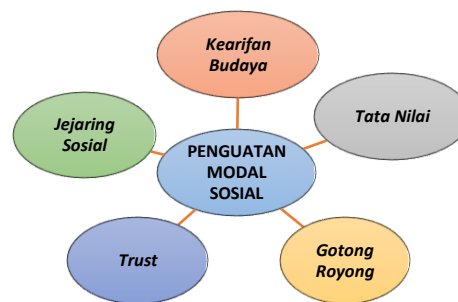 Kearifan
Budaya
Jejaring
Sosial
Tata Nilai
PENGUATAN
MODAL
SOSIAL
Trust
Gotong
Royong